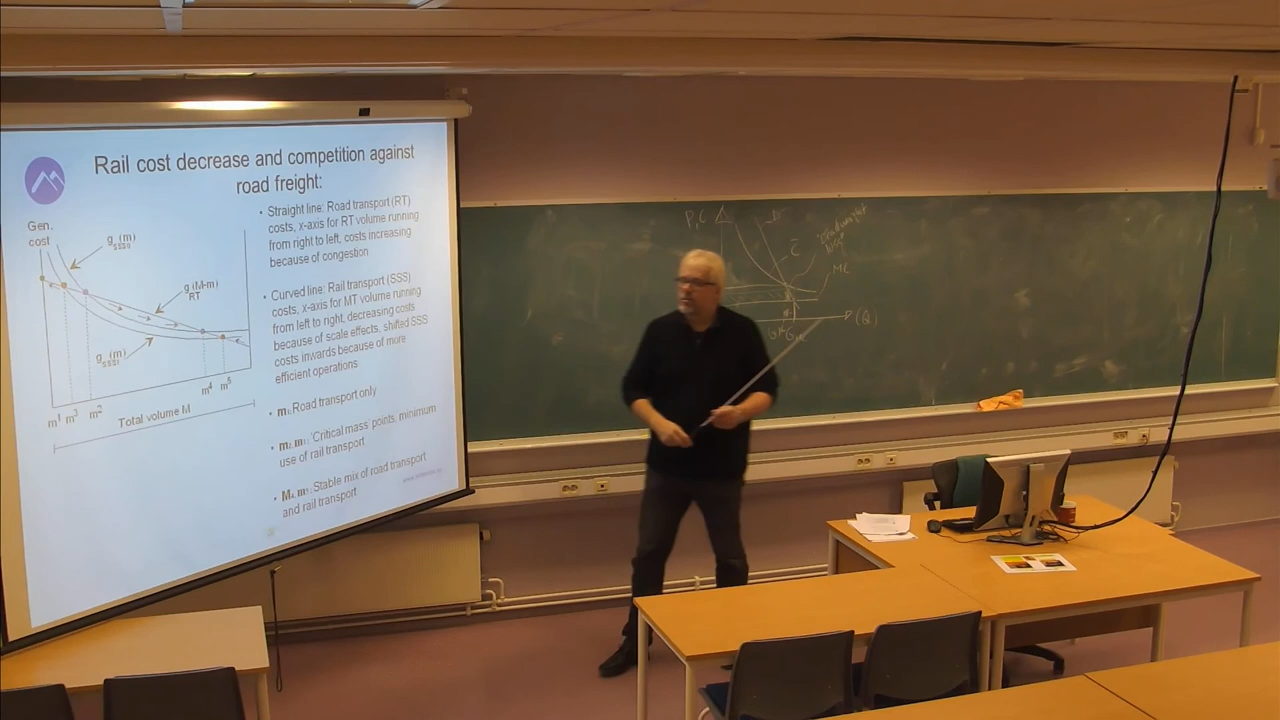 Rail cost decrease and competition against
road freight:
Gen.
cost
g (m)
SSS0
g (M-m)
RT
g (m)
SSS1
m¹ m³ m² m⁴ m⁵
Total volume M
• Straight line: Road transport (RT)
costs, x-axis for RT volume running
from right to left, costs increasing
because of congestion
• Curved line: Rail transport (SSS)
costs, x-axis for MT volume running
from left to right, decreasing costs
because of scale effects, shifted SSS
costs inwards because of more
efficient operations
• m₁: Road transport only
• m₂, m₃: 'Critical mass' points, minimum
use of rail transport
• M₄, m₅: Stable mix of road transport
and rail transport
P,C
D
C
MC
(Q)